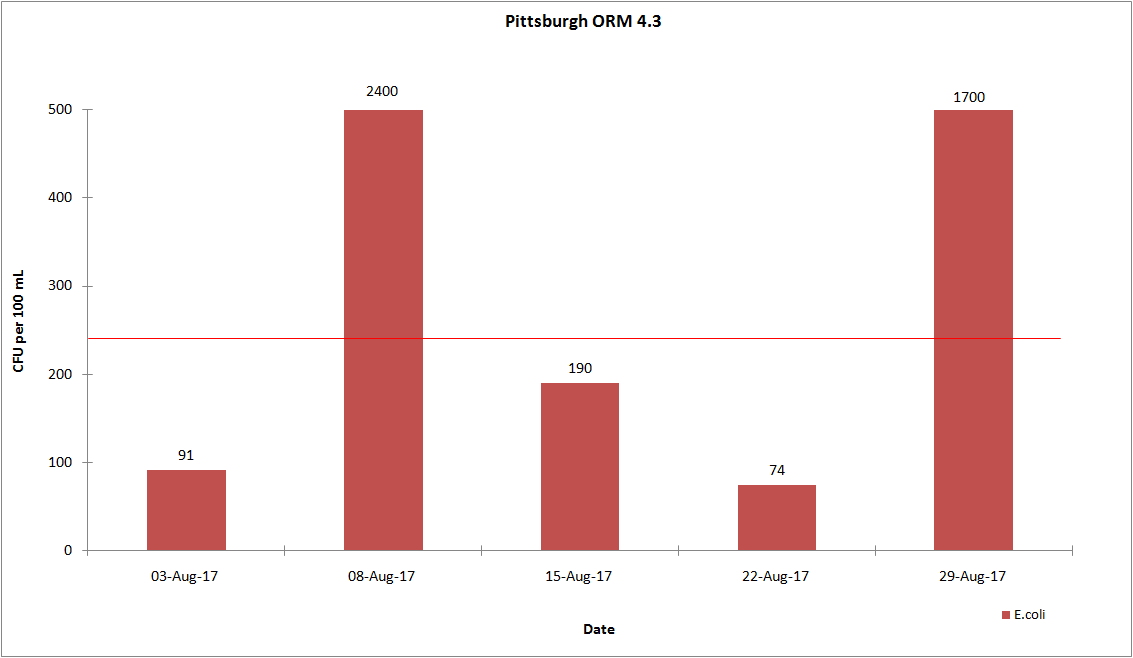 Pittsburgh ORM 4.3
2400
1700
500
400
300
200
100
0
CFU per 100 mL
91
190
74
03-Aug-17
08-Aug-17
15-Aug-17
22-Aug-17
29-Aug-17
E.coli
Date